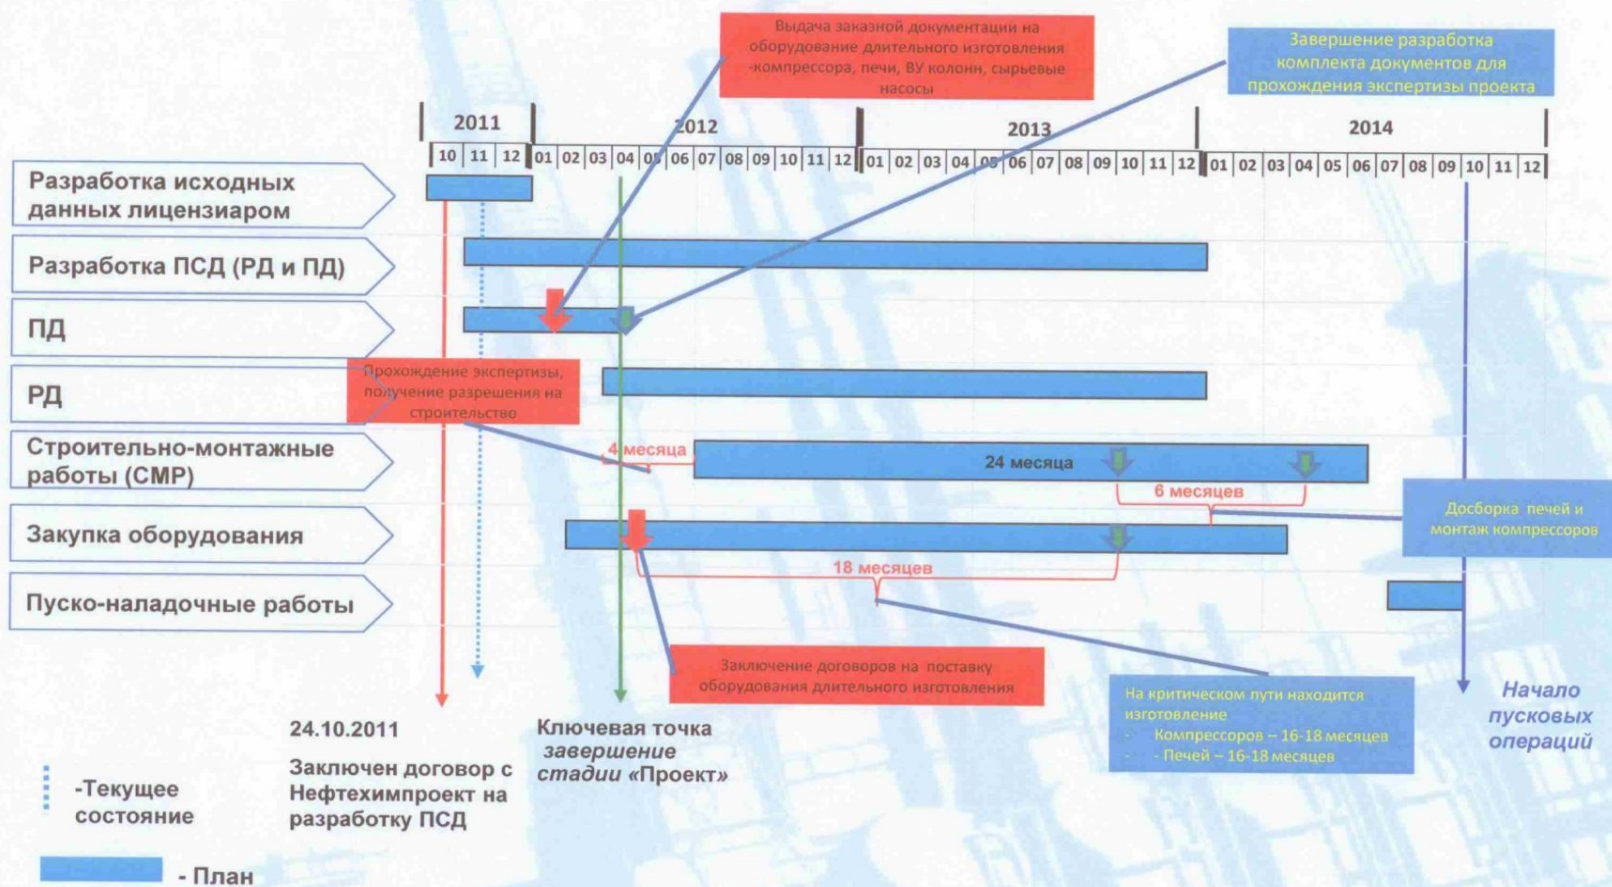 Выдача заказной документации на
оборудование длительного изготовления
-компрессора, печи, ВУ колонн, сырьевые
насосы
Завершение разработка
комплекта документов для
прохождения экспертизы проекта
2011
2012
2013
2014
10 11 12 01 02 03 04 05 06 07 08 09 10 11 12 01 02 03 04 05 06 07 08 09 10 11 12 01 02 03 04 05 06 07 08 09 10 11 12
Разработка исходных
данных лицензиаром
Разработка ПСД (РД и ПД)
ПД
Прохождение экспертизы,
получение разрешения на
строительство
РД
Строительно-монтажные
работы (СМР)
4 месяца
24 месяца
6 месяцев
Досборка печей и
монтаж компрессоров
Закупка оборудования
18 месяцев
Пуско-наладочные работы
Заключение договоров на поставку
оборудования длительного изготовления
На критическом пути находится
изготовление
- Компрессоров – 16-18 месяцев
- - Печей – 16-18 месяцев
Начало
пусковых
операций
24.10.2011
Заключен договор с
Нефтехимпроект на
разработку ПСД
Ключевая точка
завершение
стадии «Проект»
-Текущее
состояние
- План